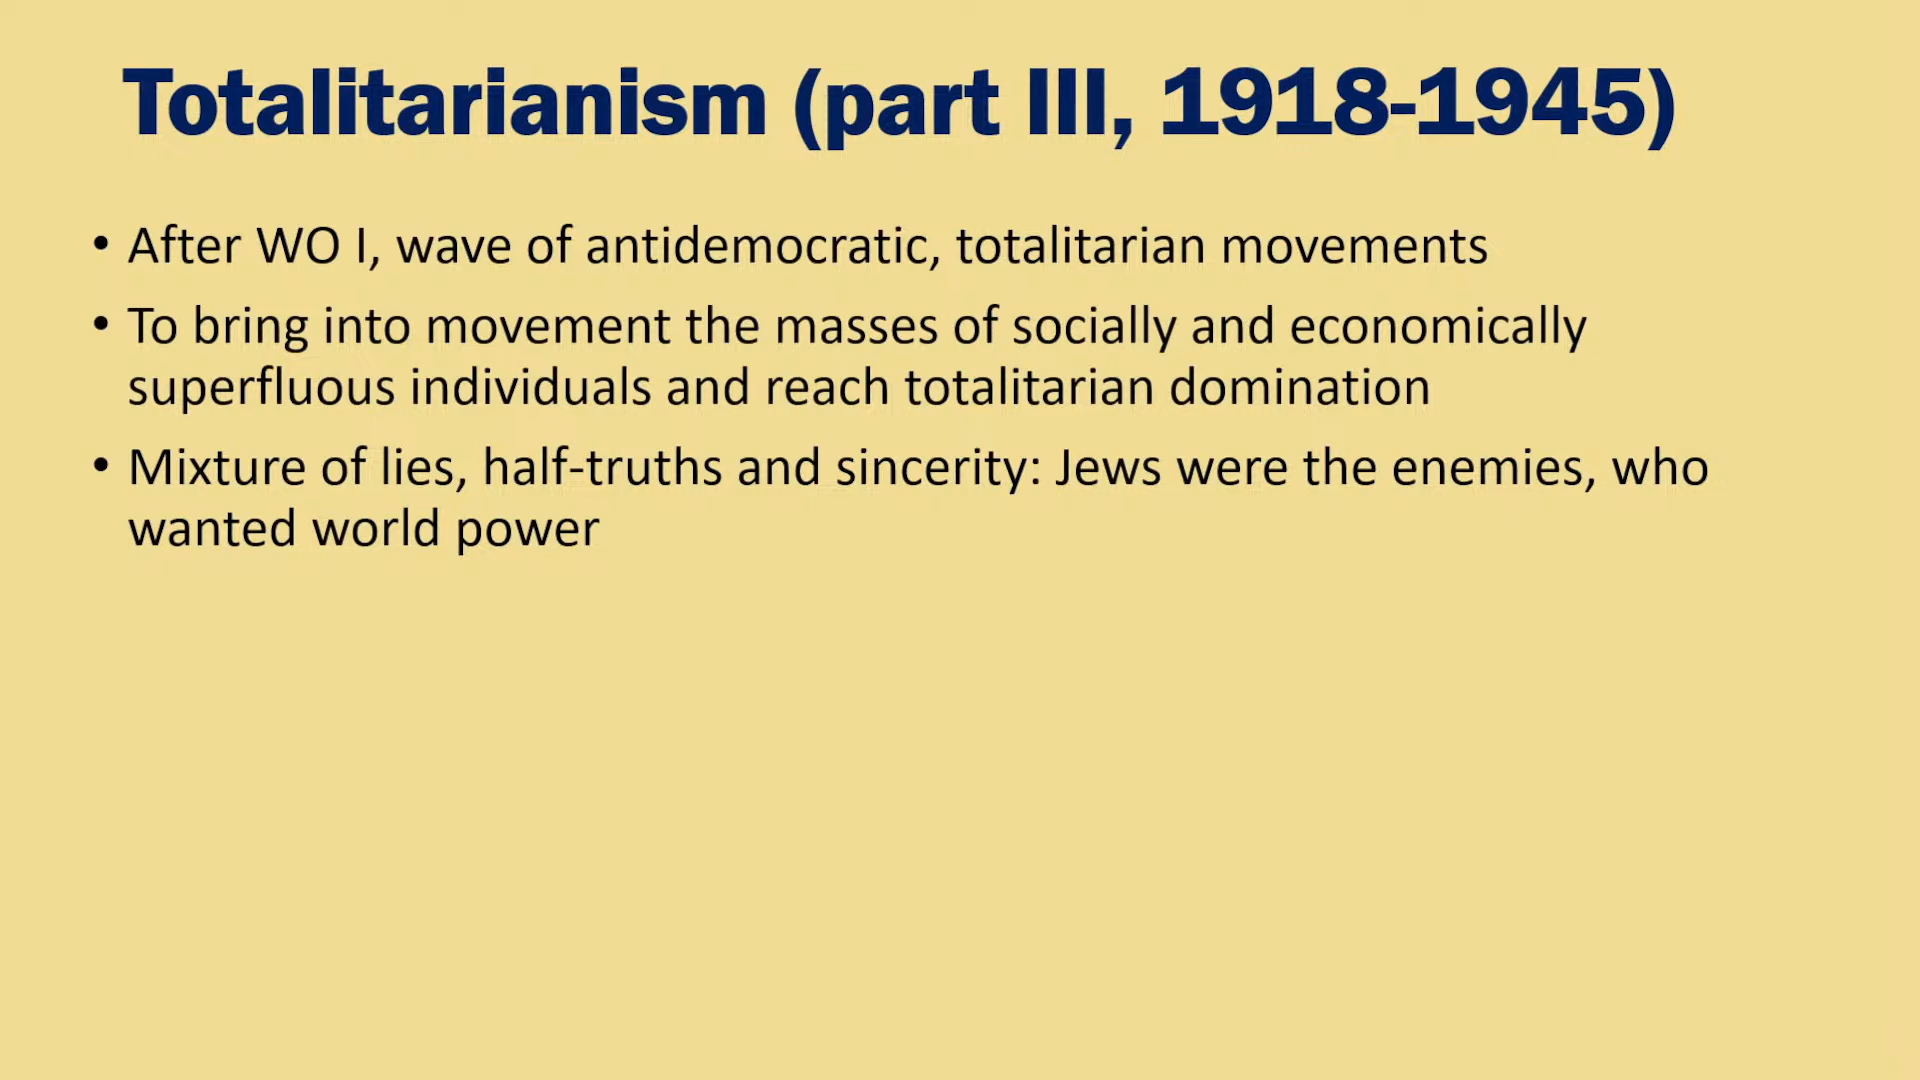 Totalitarianism (part III, 1918-1945)
• After WO I, wave of antidemocratic, totalitarian movements
• To bring into movement the masses of socially and economically
superfluous individuals and reach totalitarian domination
• Mixture of lies, half-truths and sincerity: Jews were the enemies, who
wanted world power